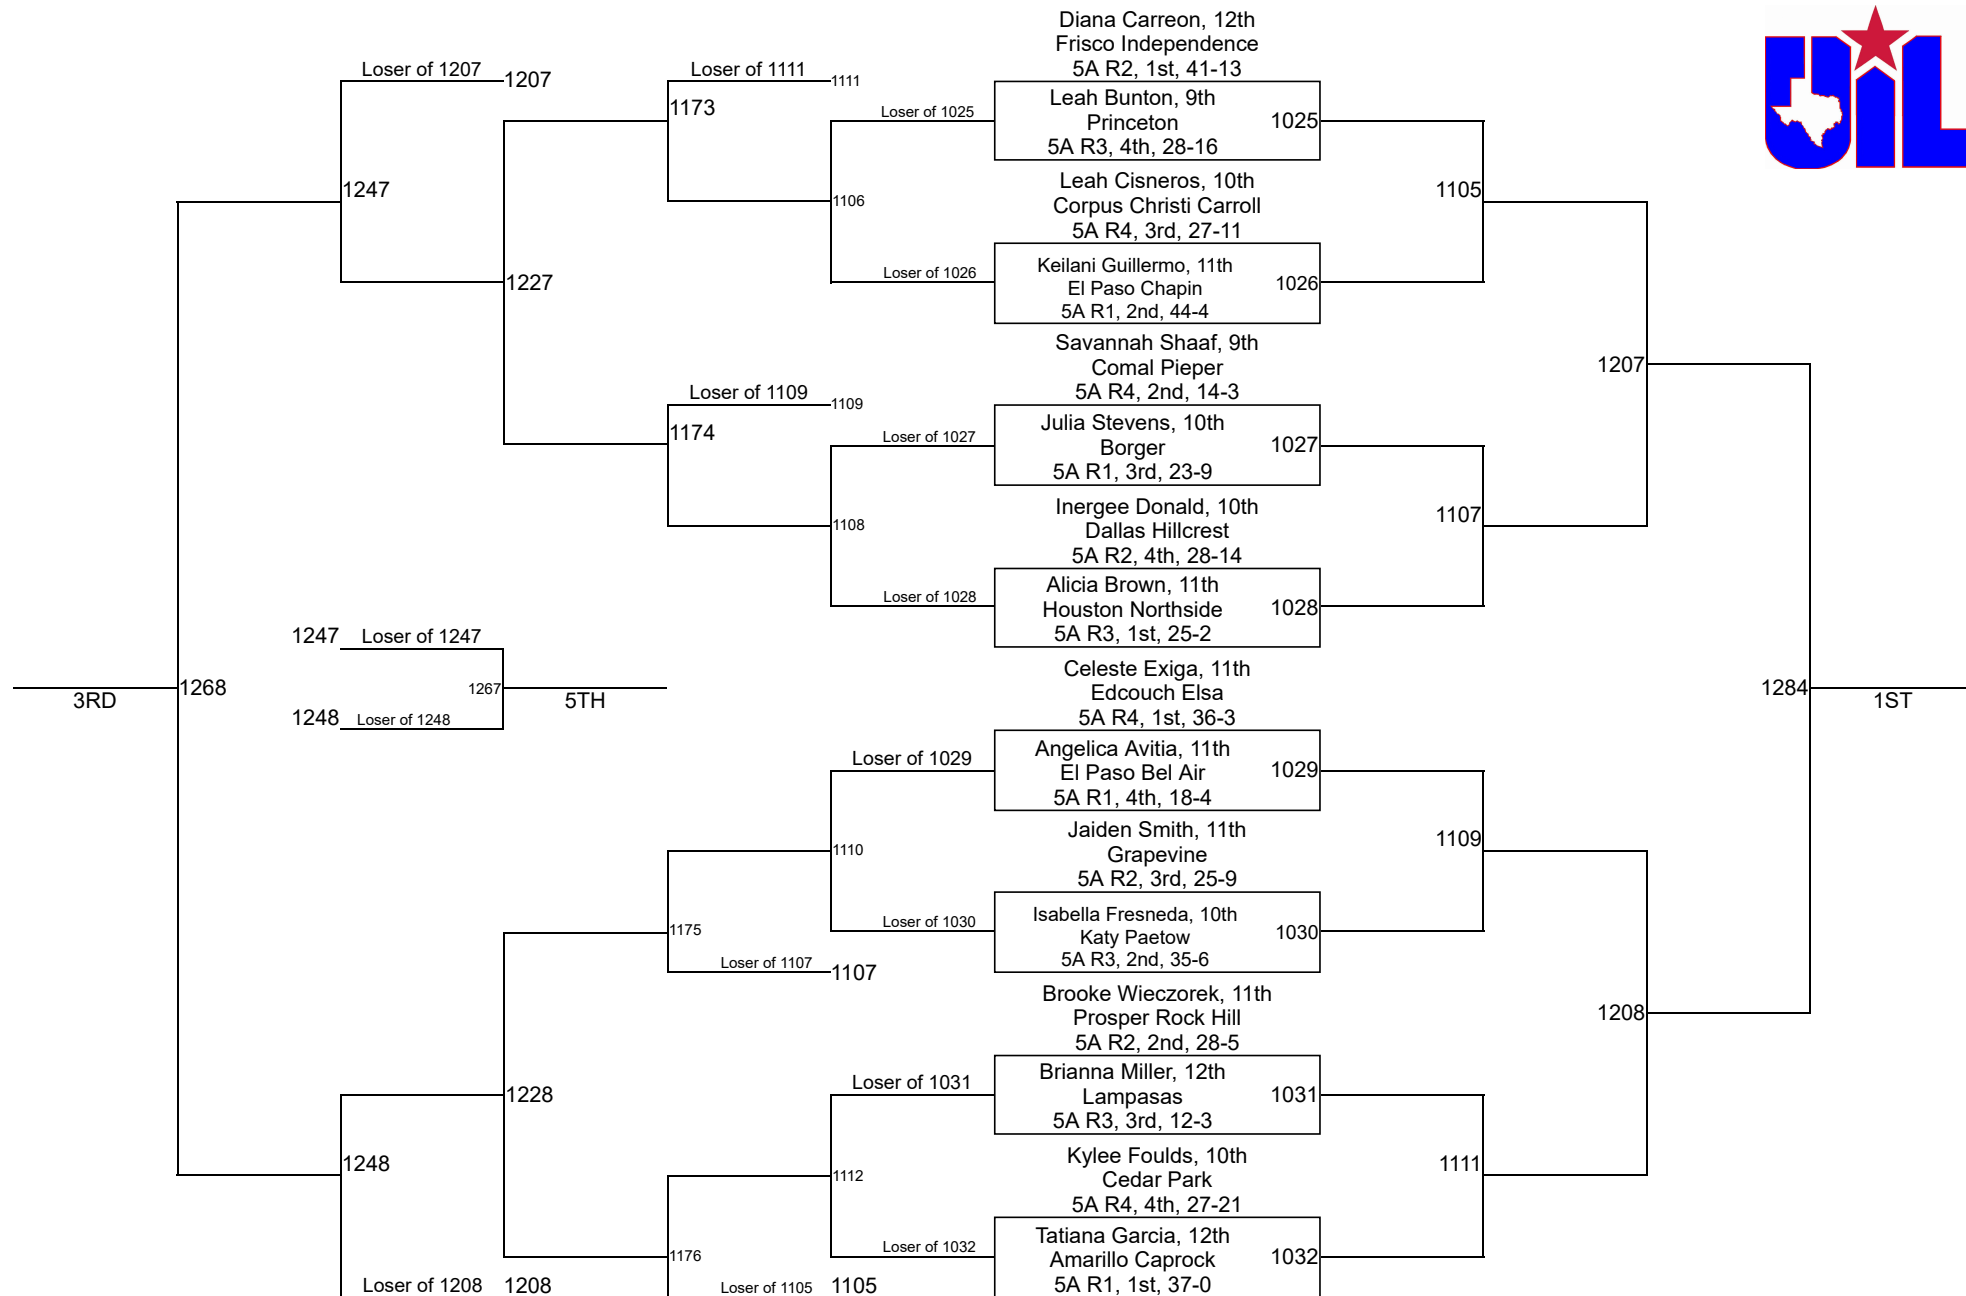 Diana Carreon, 12th
Frisco Independence
5A R2, 1st, 41-13
Loser of 1207 1207
Loser of 1111 1111
1173
Loser of 1025
Leah Bunton, 9th
Princeton
5A R3, 4th, 28-16
1025
Leah Cisneros, 10th
Corpus Christi Carroll
5A R4, 3rd, 27-11
1247
1106
1105
Loser of 1026
Keilani Guillermo, 11th
El Paso Chapin
5A R1, 2nd, 44-4
1026
1227
Savannah Shaaf, 9th
Comal Pieper
5A R4, 2nd, 14-3
1207
Loser of 1109 1109
1174
Loser of 1027
Julia Stevens, 10th
Borger
5A R1, 3rd, 23-9
1027
Inergee Donald, 10th
Dallas Hillcrest
5A R2, 4th, 28-14
1108
1107
Loser of 1028
Alicia Brown, 11th
Houston Northside
5A R3, 1st, 25-2
1028
1247 Loser of 1247
Celeste Exiga, 11th
Edcouch Elsa
5A R4, 1st, 36-3
3RD
1268
1267
5TH
1284
1ST
1248 Loser of 1248
Loser of 1029
Angelica Avitia, 11th
El Paso Bel Air
5A R1, 4th, 18-4
1029
Jaiden Smith, 11th
Grapevine
5A R2, 3rd, 25-9
1110
1109
Loser of 1030
Isabella Fresneda, 10th
Katy Paetow
5A R3, 2nd, 35-6
1030
1175
Loser of 1107 1107
Brooke Wieczorek, 11th
Prosper Rock Hill
5A R2, 2nd, 28-5
1208
Loser of 1031
Brianna Miller, 12th
Lampasas
5A R3, 3rd, 12-3
1031
1228
Kylee Foulds, 10th
Cedar Park
5A R4, 4th, 27-21
1248
1112
1111
Loser of 1032
Tatiana Garcia, 12th
Amarillo Caprock
5A R1, 1st, 37-0
1032
1176
Loser of 1208 1208
Loser of 1105 1105
UIL